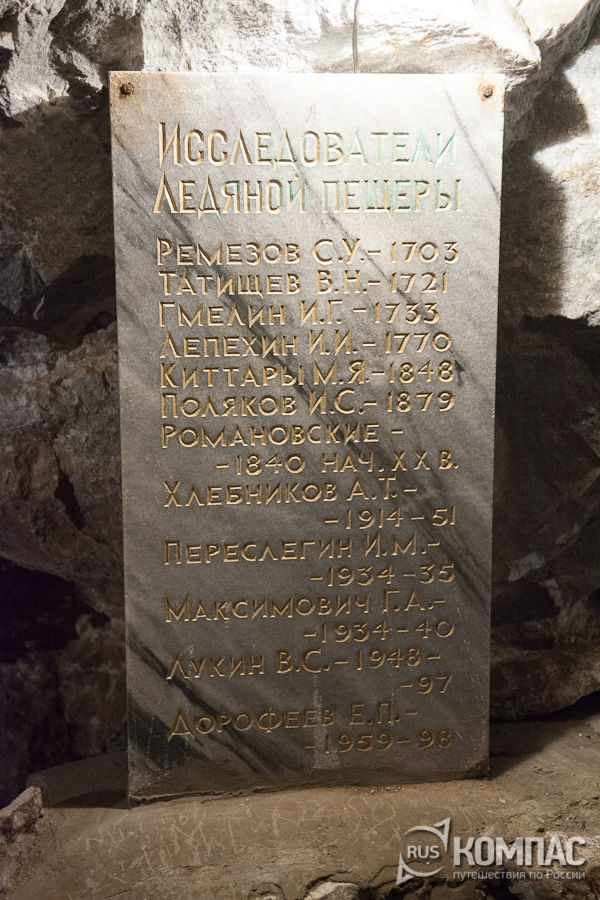 Исследователи
Ледяной пещеры
Ремезов С.У. – 1703
Татищев В.Н. – 1721
Гмелин И.Г. – 1733
Лепехин И.И. – 1770
Киттары М.Я. – 1848
Поляков И.С. – 1879
Романовские –
– 1840 нач. XX в.
Хлебников А.Т. –
– 1914 – 51
Переслегин И.М. –
– 1934 – 35
Максимович Г.А. –
– 1934 – 40
Лукин В.С. – 1948 –
– 97
Дорофеев Е.П. –
– 1959 – 98
RUS КОМПАС
путешествия по России